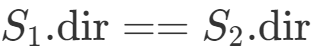 S₁.dir == S₂.dir